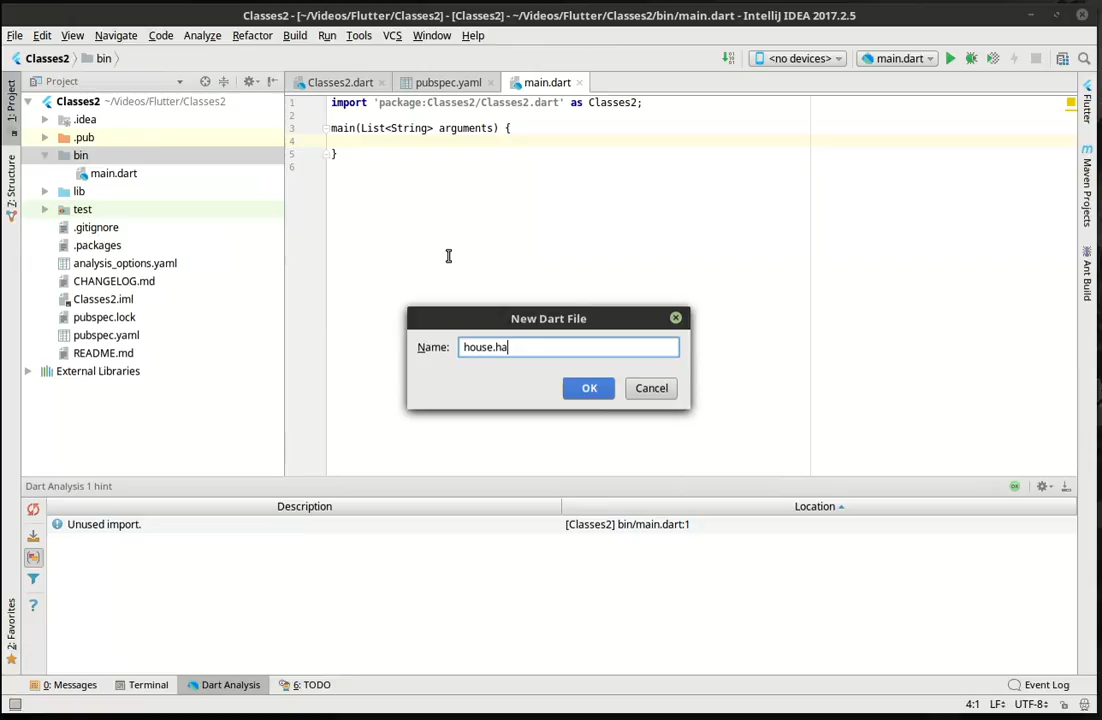 Classes2 - [~/Videos/Flutter/Classes2] - [Classes2] - ~/Videos/Flutter/Classes2/bin/main.dart - IntelliJ IDEA 2017.2.5
File Edit View Navigate Code Analyze Refactor Build Run Tools VCS Window Help
Classes2 bin <no devices> main.dart
1: Project
7: Structure
2: Favorites
Project
Classes2 ~/Videos/Flutter/Classes2
.idea
.pub
bin
main.dart
lib
test
.gitignore
.packages
analysis_options.yaml
CHANGELOG.md
Classes2.iml
pubspec.lock
pubspec.yaml
README.md
External Libraries
Classes2.dart pubspec.yaml main.dart
1 import 'package:Classes2/Classes2.dart' as Classes2;
2
3 main(List<String> arguments) {
4
5 }
6
New Dart File
Name: house.ha
OK Cancel
Flutter
Maven Projects
Ant Build
Dart Analysis 1 hint
Description Location
Unused import. [Classes2] bin/main.dart:1
0: Messages Terminal Dart Analysis 6: TODO Event Log
4:1 LF UTF-8